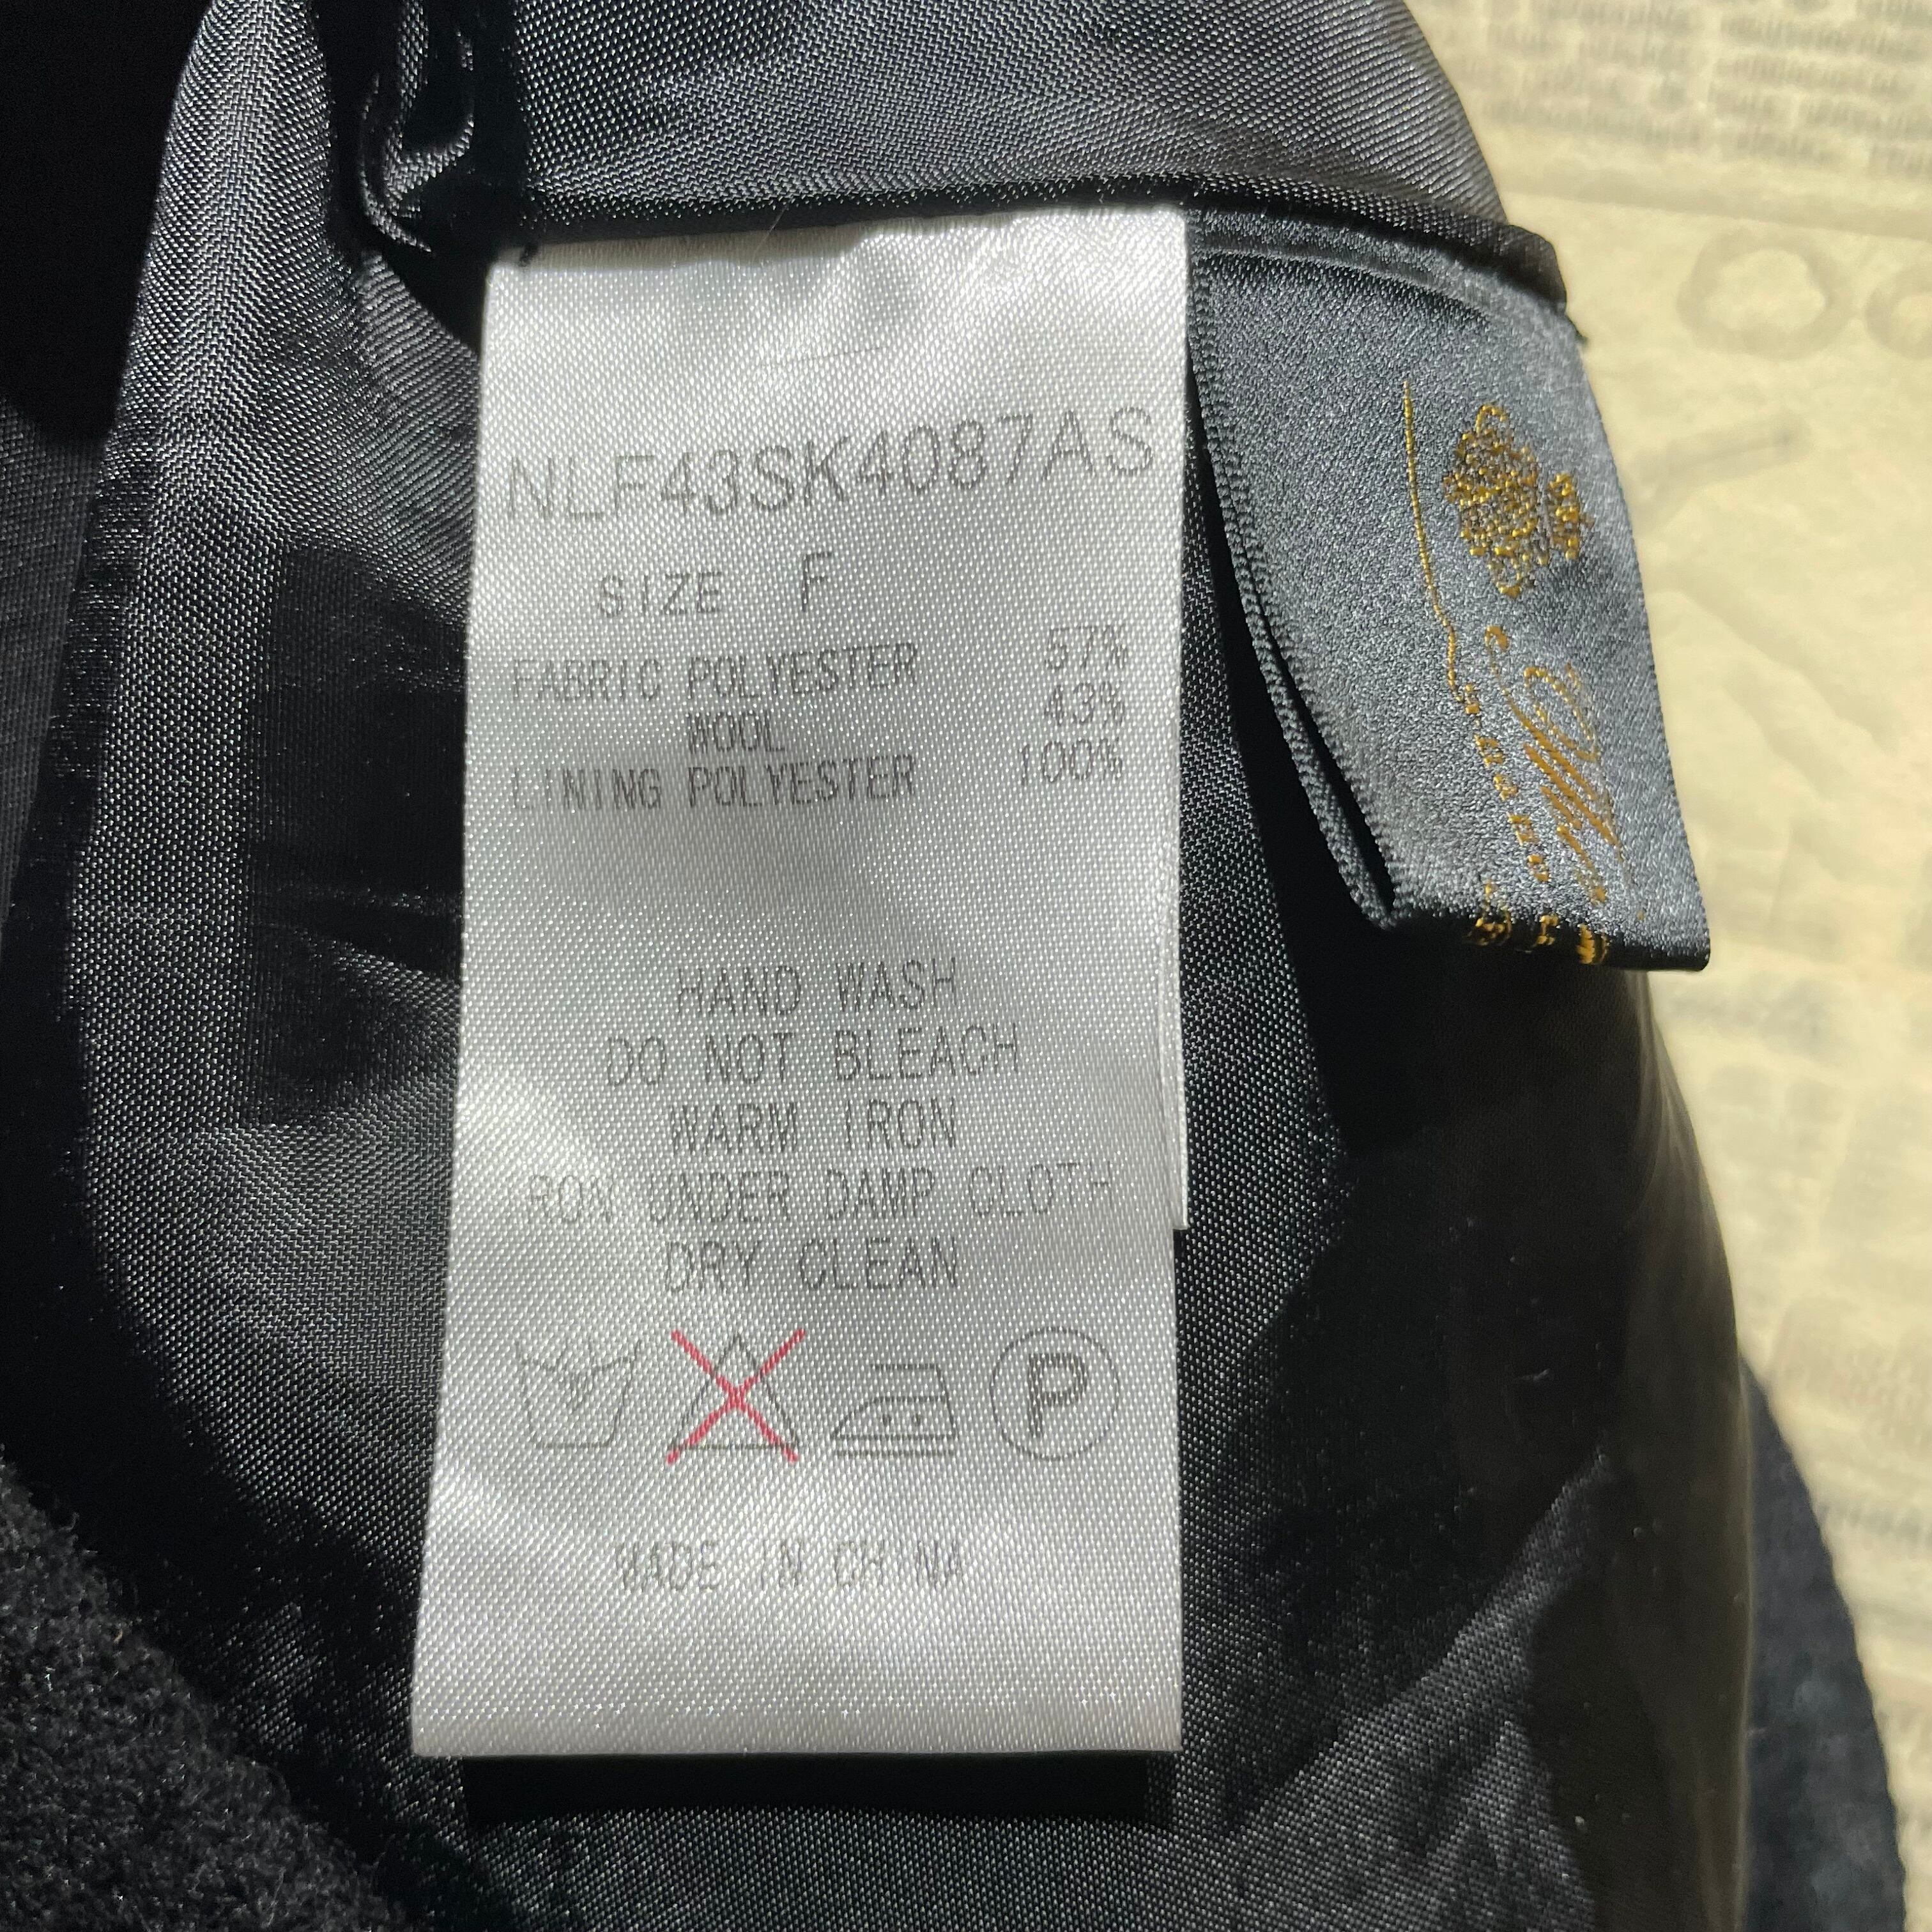 NLF43SK4087AS
SIZE F
FABRIC POLYESTER 57%
WOOL 43%
LINING POLYESTER 100%
HAND WASH
DO NOT BLEACH
WARM IRON
IRON UNDER DAMP CLOTH
DRY CLEAN
P
MADE IN CHINA